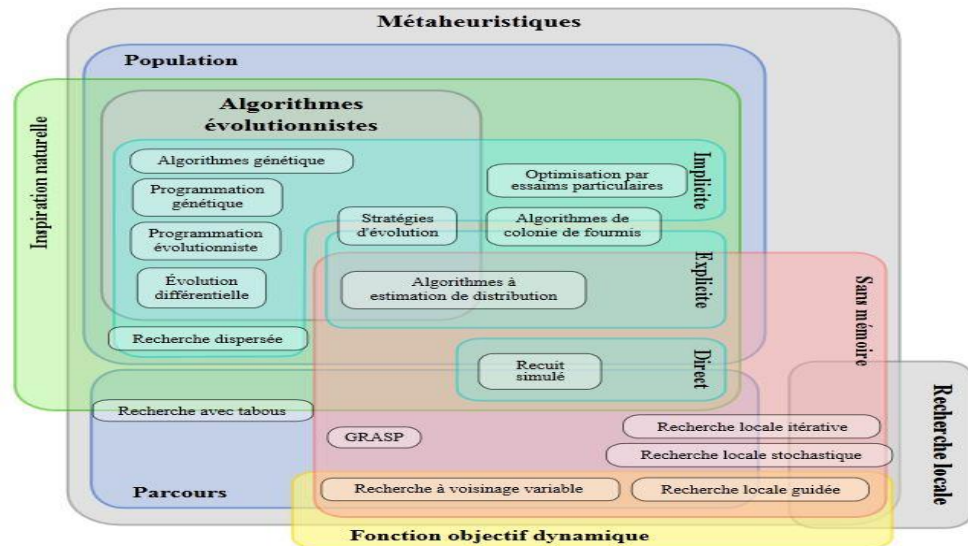 Métaheuristiques
Population
Inspiration naturelle
Algorithmes
évolutionnistes
Algorithmes génétique
Programmation
génétique
Programmation
évolutionniste
Évolution
différentielle
Recherche dispersée
Stratégies
d'évolution
Optimisation par
essaims particulaires
Algorithmes de
colonie de fourmis
Implicite
Algorithmes à
estimation de distribution
Explicite
Sans mémoire
Recuit
simulé
Direct
Recherche avec tabous
GRASP
Recherche locale itérative
Recherche locale stochastique
Recherche locale
Parcours
Recherche à voisinage variable
Recherche locale guidée
Fonction objectif dynamique